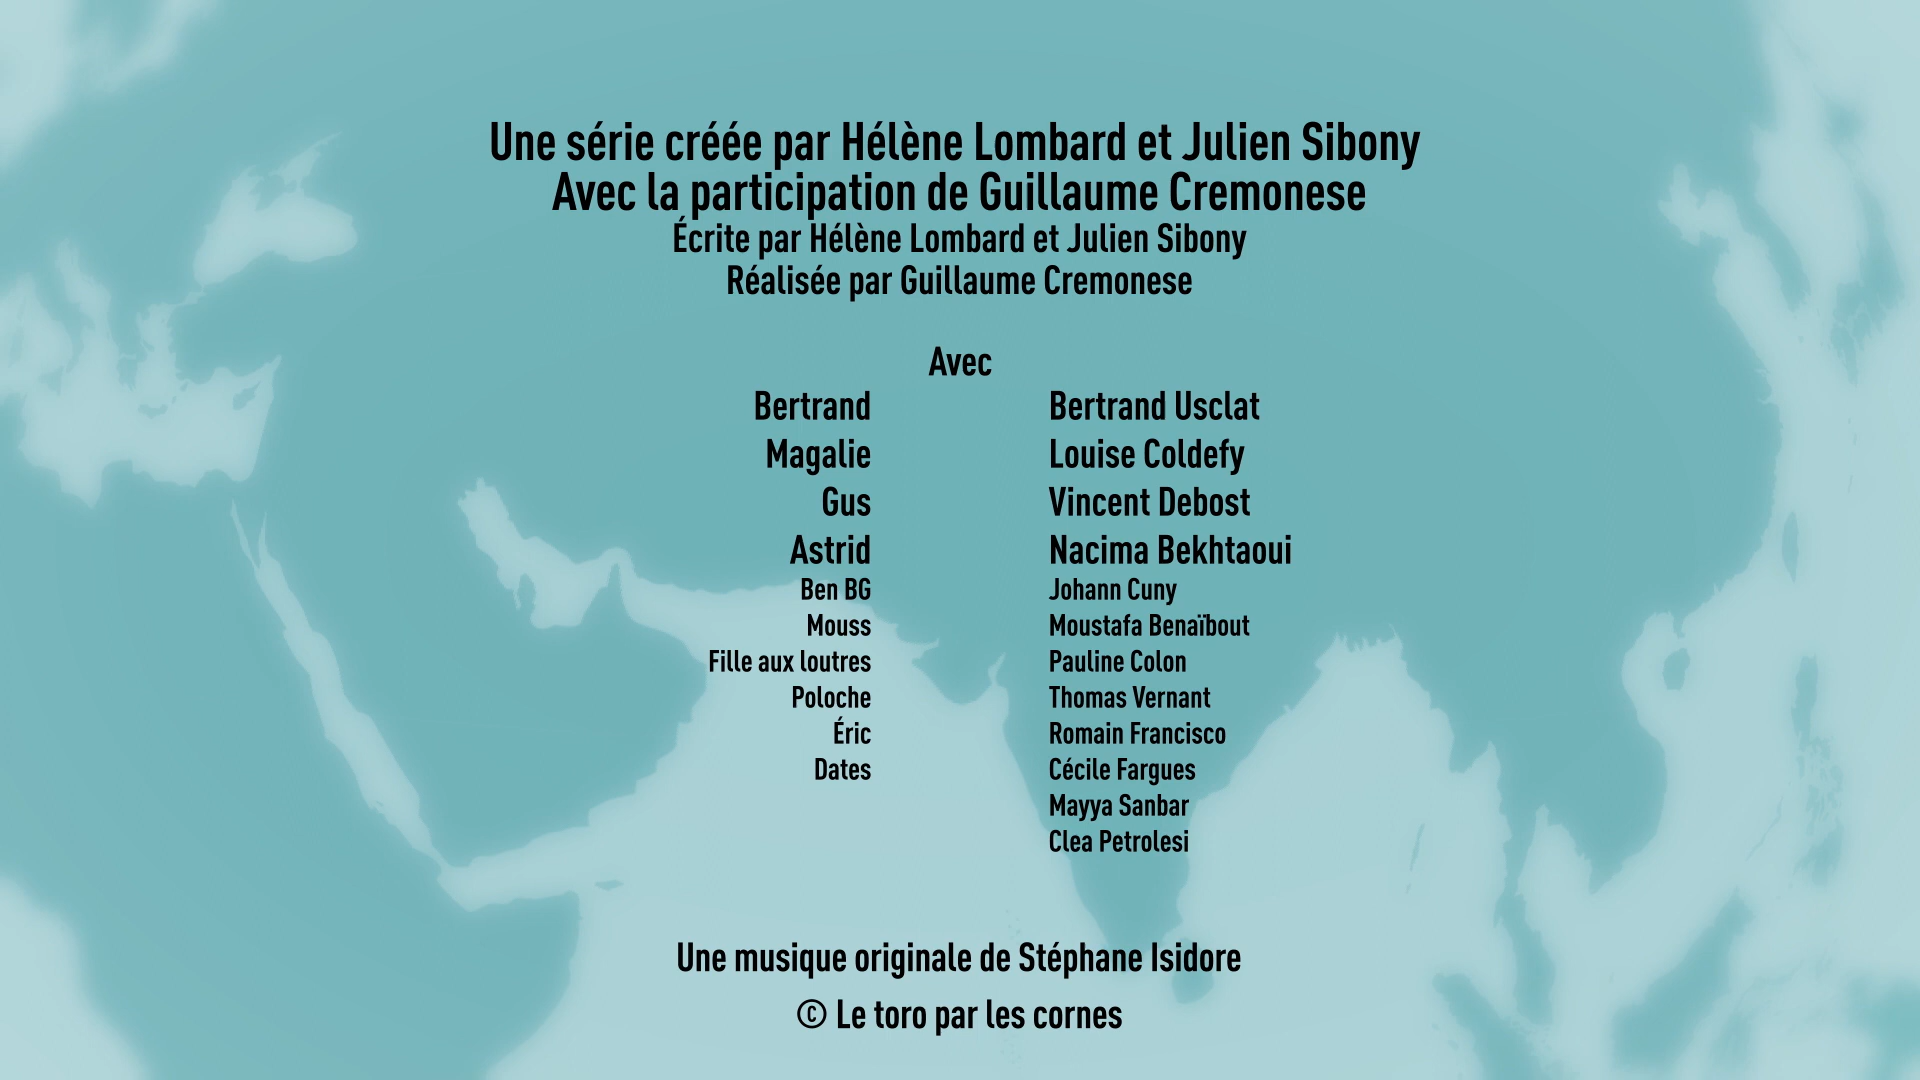 Une série créée par Hélène Lombard et Julien Sibony
Avec la participation de Guillaume Cremonese
Écrite par Hélène Lombard et Julien Sibony
Réalisée par Guillaume Cremonese
Avec
Bertrand Bertrand Usclat
Magalie Louise Coldefy
Gus Vincent Debost
Astrid Nacima Bekhtaoui
Ben BG Johann Cuny
Mouss Moustafa Benaïbout
Fille aux loutres Pauline Colon
Poloche Thomas Vernant
Éric Romain Francisco
Dates Cécile Fargues
Mayya Sanbar
Clea Petrolesi
Une musique originale de Stéphane Isidore
© Le toro par les cornes